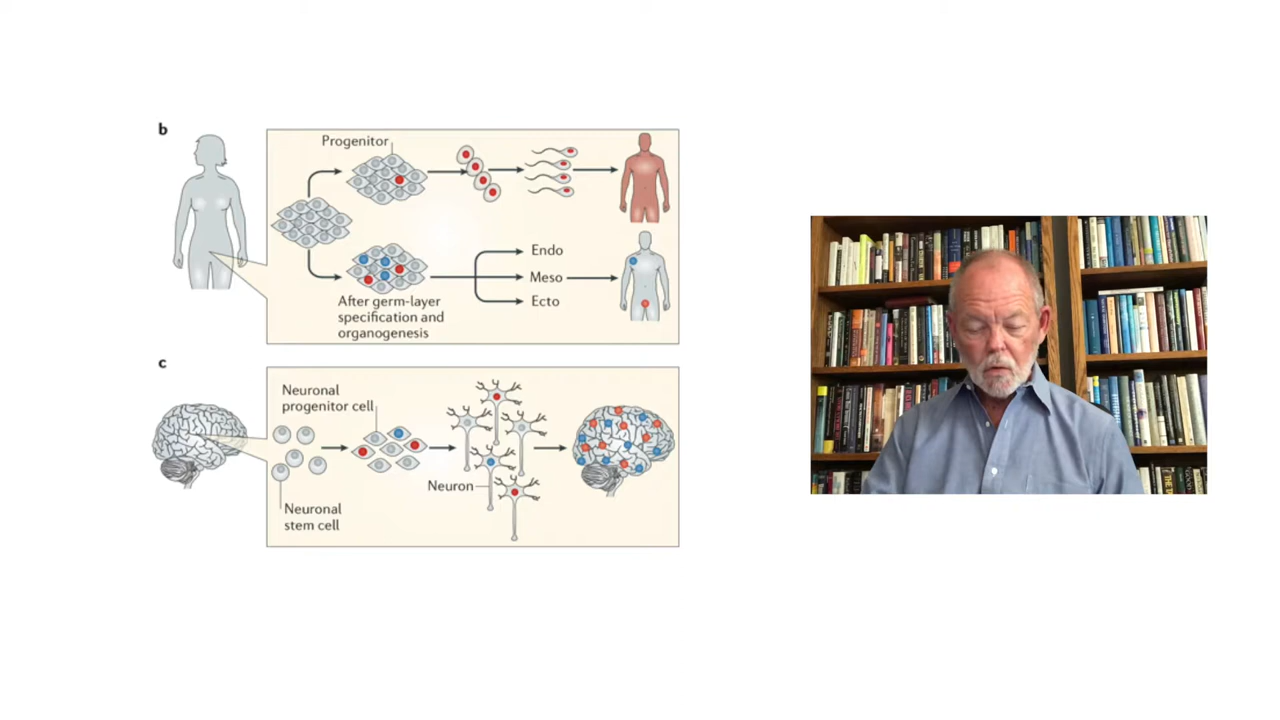 b
Progenitor
Endo
Meso
Ecto
After germ-layer
specification and
organogenesis
c
Neuronal
progenitor cell
Neuron
Neuronal
stem cell